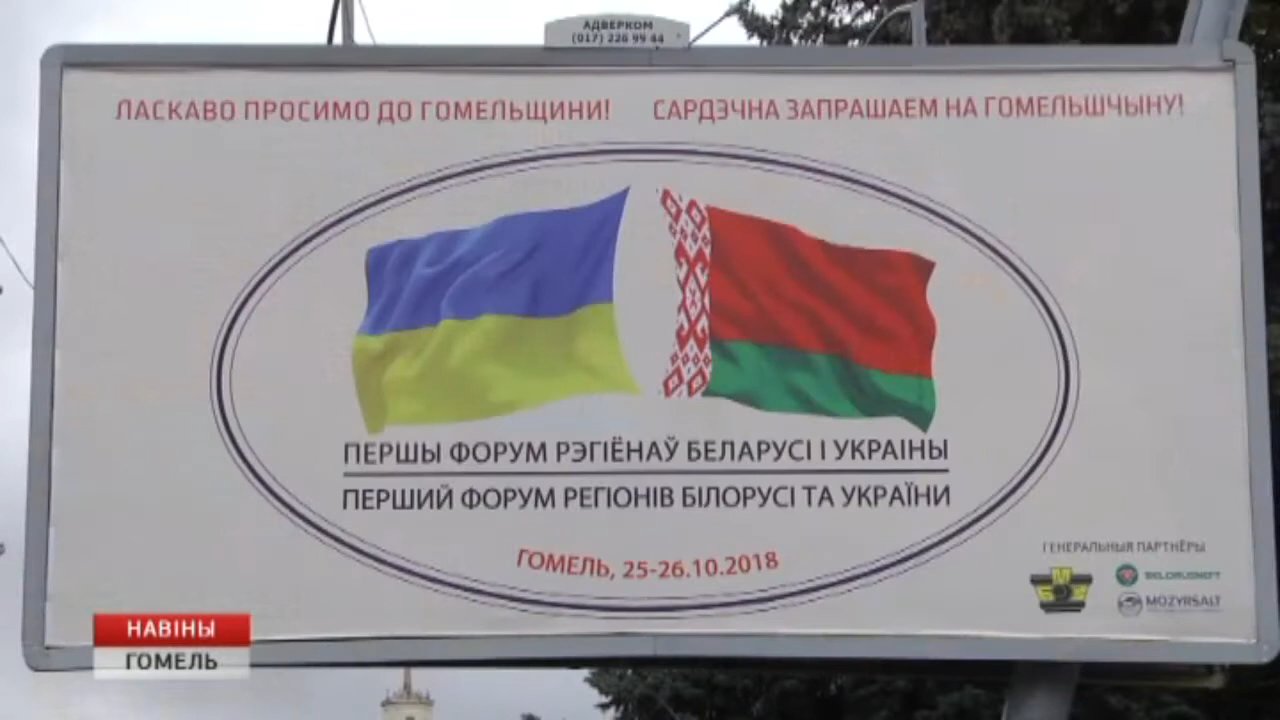 АДВЕРКОМ
(017) 226 99 44
ЛАСКАВО ПРОСИМО ДО ГОМЕЛЬЩИНИ! САРДЭЧНА ЗАПРАШАЕМ НА ГОМЕЛЬШЧЫНУ!
ПЕРШЫ ФОРУМ РЭГІЁНАЎ БЕЛАРУСІ І УКРАІНЫ
ПЕРШИЙ ФОРУМ РЕГІОНІВ БІЛОРУСІ ТА УКРАЇНИ
ГОМЕЛЬ, 25-26.10.2018
ГЕНЕРАЛЬНЫЯ ПАРТНЁРЫ
MOZYRSALT
НАВІНЫ
ГОМЕЛЬ